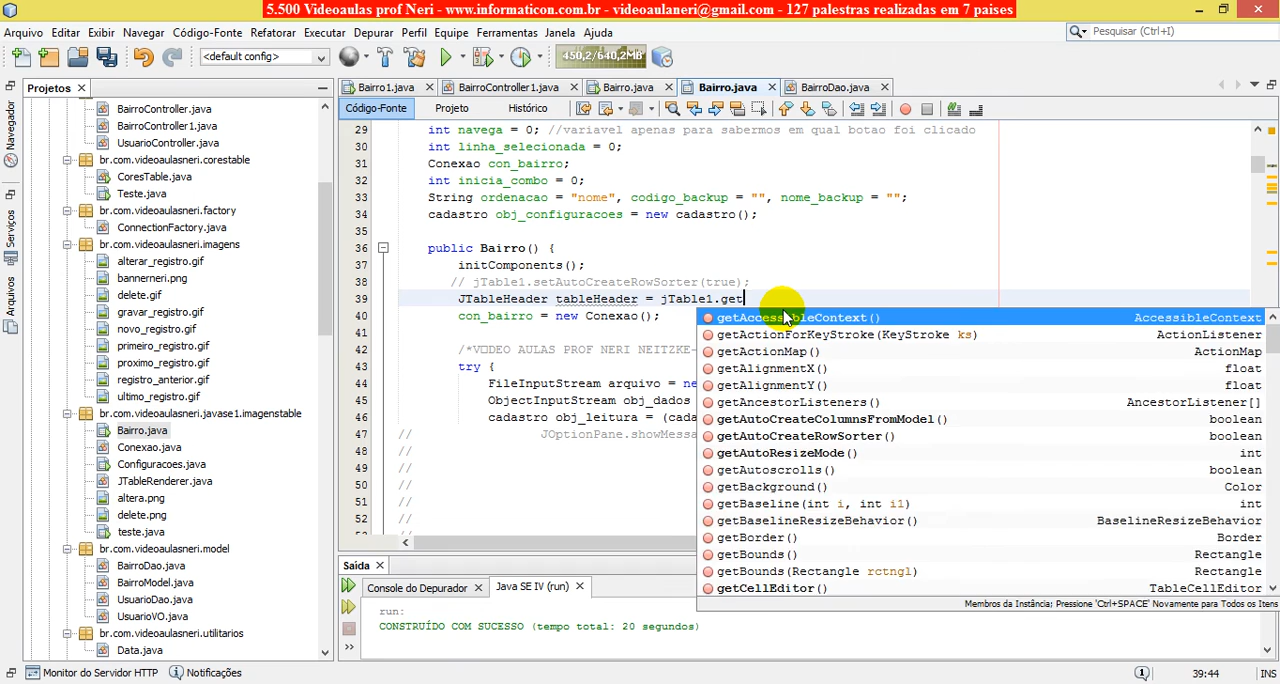 5.500 Videoaulas prof Neri - www.informaticon.com.br - videoaulaneri@gmail.com - 127 palestras realizadas em 7 paises
Arquivo Editar Exibir Navegar Código-Fonte Refatorar Executar Depurar Perfil Equipe Ferramentas Janela Ajuda
Pesquisar (Ctrl+I)
<default config>
450,2/640,2MB
Projetos
Bairro1.java BairroController1.java Bairro.java Bairro.java BairroDao.java
Código-Fonte Projeto Histórico
Navegador
Serviços
Arquivos
BairroController.java
BairroController1.java
UsuarioController.java
br.com.videoaulasneri.corestable
CoresTable.java
Teste.java
br.com.videoaulasneri.factory
ConnectionFactory.java
br.com.videoaulasneri.imagens
alterar_registro.gif
bannerneri.png
delete.gif
gravar_registro.gif
novo_registro.gif
primeiro_registro.gif
proximo_registro.gif
registro_anterior.gif
ultimo_registro.gif
br.com.videoaulasneri.javase1.imagenstable
Bairro.java
Conexao.java
Configuracoes.java
JTableRenderer.java
altera.png
delete.png
teste.java
br.com.videoaulasneri.model
BairroDao.java
BairroModel.java
UsuarioDao.java
UsuarioVO.java
br.com.videoaulasneri.utilitarios
Data.java
29 int navega = 0; //variavel apenas para sabermos em qual botao foi clicado
30 int linha_selecionada = 0;
31 Conexao con_bairro;
32 int inicia_combo = 0;
33 String ordenacao = "nome", codigo_backup = "", nome_backup = "";
34 cadastro obj_configuracoes = new cadastro();
35
36 public Bairro() {
37 initComponents();
38 // jTable1.setAutoCreateRowSorter(true);
39 JTableHeader tableHeader = jTable1.get
40 con_bairro = new Conexao();
41
42 /*V□DEO AULAS PROF NERI NEITZKE-
43 try {
44 FileInputStream arquivo = ne
45 ObjectInputStream obj_dados
46 cadastro obj_leitura = (cada
47 // JOptionPane.showMessa
48 //
49 //
50 //
51 //
52 //
getAccessibleContext() AccessibleContext
getActionForKeyStroke(KeyStroke ks) ActionListener
getActionMap() ActionMap
getAlignmentX() float
getAlignmentY() float
getAncestorListeners() AncestorListener[]
getAutoCreateColumnsFromModel() boolean
getAutoCreateRowSorter() boolean
getAutoResizeMode() int
getAutoscrolls() boolean
getBackground() Color
getBaseline(int i, int i1) int
getBaselineResizeBehavior() BaselineResizeBehavior
getBorder() Border
getBounds() Rectangle
getBounds(Rectangle rctngl) Rectangle
getCellEditor() TableCellEditor
Membros da Instância; Pressione 'Ctrl+SPACE' Novamente para Todos os Itens
Saída
Console do Depurador Java SE IV (run)
run:
CONSTRUÍDO COM SUCESSO (tempo total: 20 segundos)
Monitor do Servidor HTTP Notificações
39:44 INS